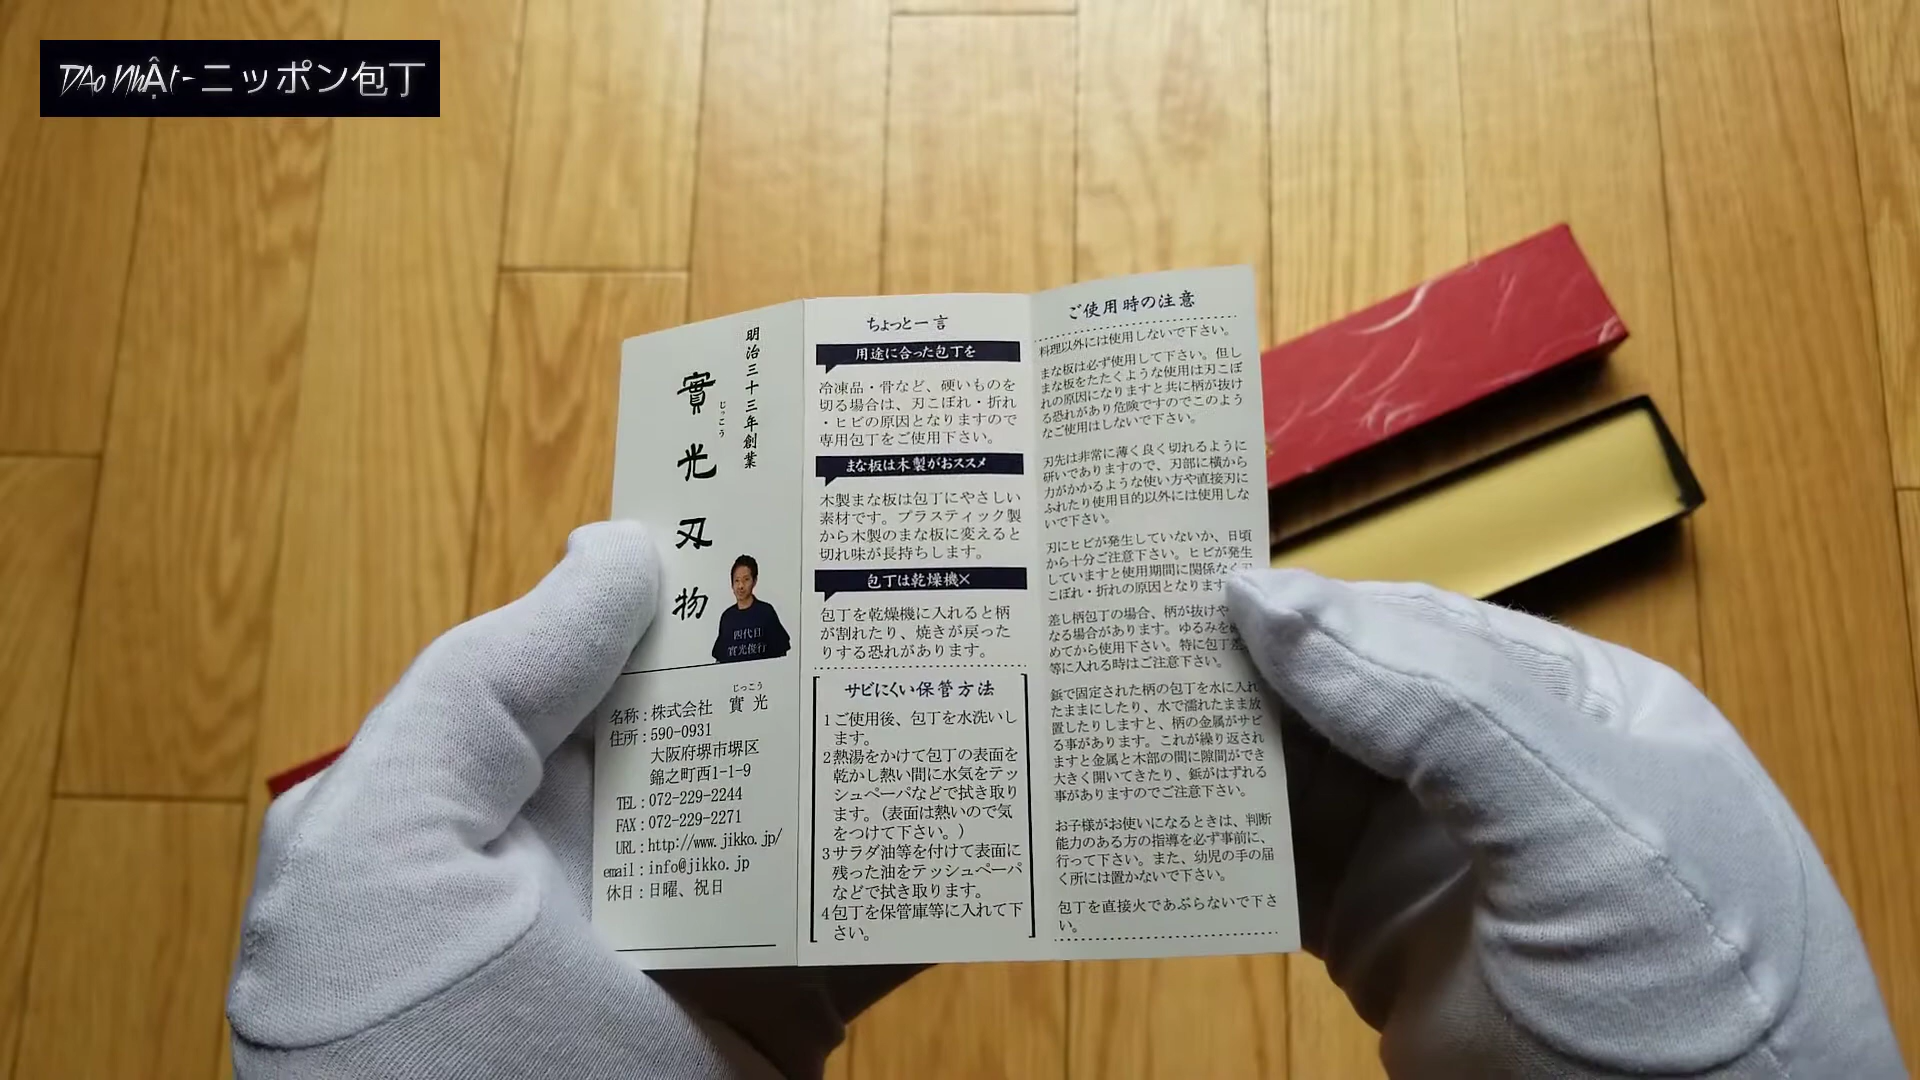 DAo NhẬt - ニッポン包丁
明治三十三年創業
實光刃物
じっこう
四代目
實光俊行
じっこう
名称：株式会社 實光
住所：590-0931
大阪府堺市堺区
錦之町西1-1-9
TEL：072-229-2244
FAX：072-229-2271
URL：http://www.jikko.jp/
email：info@jikko.jp
休日：日曜、祝日
ちょっと一言
用途に合った包丁を
冷凍品・骨など、硬いものを
切る場合は、刃こぼれ・折れ
・ヒビの原因となりますので
専用包丁をご使用下さい。
まな板は木製がおススメ
木製まな板は包丁にやさしい
素材です。プラスティック製
から木製のまな板に変えると
切れ味が長持ちします。
包丁は乾燥機×
包丁を乾燥機に入れると柄
が割れたり、焼きが戻った
りする恐れがあります。
サビにくい保管方法
1ご使用後、包丁を水洗いし
ます。
2熱湯をかけて包丁の表面を
乾かし熱い間に水気をテッ
シュペーパなどで拭き取り
ます。(表面は熱いので気
をつけて下さい。)
3サラダ油等を付けて表面に
残った油をテッシュペーパ
などで拭き取ります。
4包丁を保管庫等に入れて下
さい。
ご使用時の注意
料理以外には使用しないで下さい。
まな板は必ず使用して下さい。但し
まな板をたたくような使用は刃こぼ
れの原因になりますと共に柄が抜け
る恐れがあり危険ですのでこのよう
なご使用はしないで下さい。
刃先は非常に薄く良く切れるように
研いでありますので、刃部に横から
力がかかるような使い方や直接刃に
ふれたり使用目的以外には使用しな
いで下さい。
刃にヒビが発生していないか、日頃
から十分ご注意下さい。ヒビが発生
していますと使用期間に関係なく刃
こぼれ・折れの原因となります
差し柄包丁の場合、柄が抜けや
なる場合があります。ゆるみを
めてから使用下さい。特に包丁差
等に入れる時はご注意下さい。
鋲で固定された柄の包丁を水に入れ
たままにしたり、水で濡れたまま放
置したりしますと、柄の金属がサビ
る事があります。これが繰り返され
ますと金属と木部の間に隙間ができ
大きく開いてきたり、鋲がはずれる
事がありますのでご注意下さい。
お子様がお使いになるときは、判断
能力のある方の指導を必ず事前に、
行って下さい。また、幼児の手の届
く所には置かないで下さい。
包丁を直接火であぶらないで下さ
い。